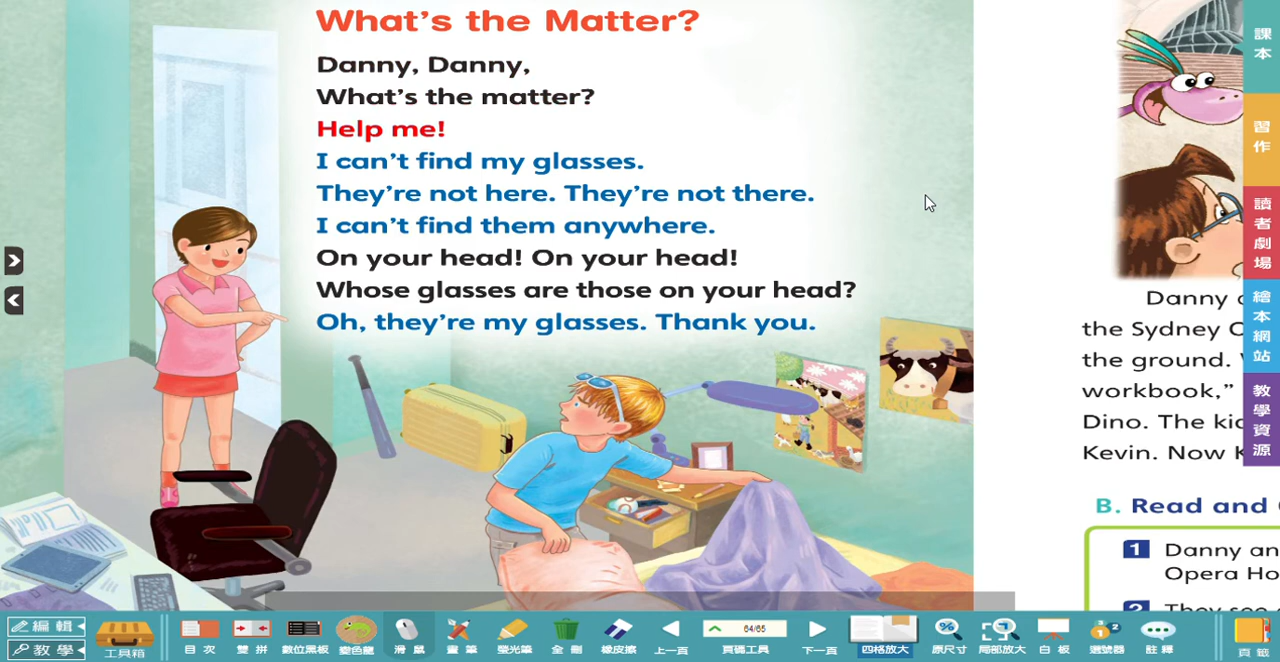 What's the Matter?
Danny, Danny,
What's the matter?
Help me!
I can't find my glasses.
They're not here. They're not there.
I can't find them anywhere.
On your head! On your head!
Whose glasses are those on your head?
Oh, they're my glasses. Thank you.
Danny
the Sydney
the ground.
workbook,"
Dino. The
Kevin. Now
B. Read and
1 Danny an
Opera Ho
2 They see
課本
習作
讀者劇場
繪本網站
教學資源
編輯
教學
工具箱
目次
雙拼
數位黑板
變色龍
滑鼠
畫筆
螢光筆
全刪
橡皮擦
上一頁
64/65
頁碼工具
下一頁
四格放大
原尺寸
局部放大
白板
選號器
註釋
頁籤